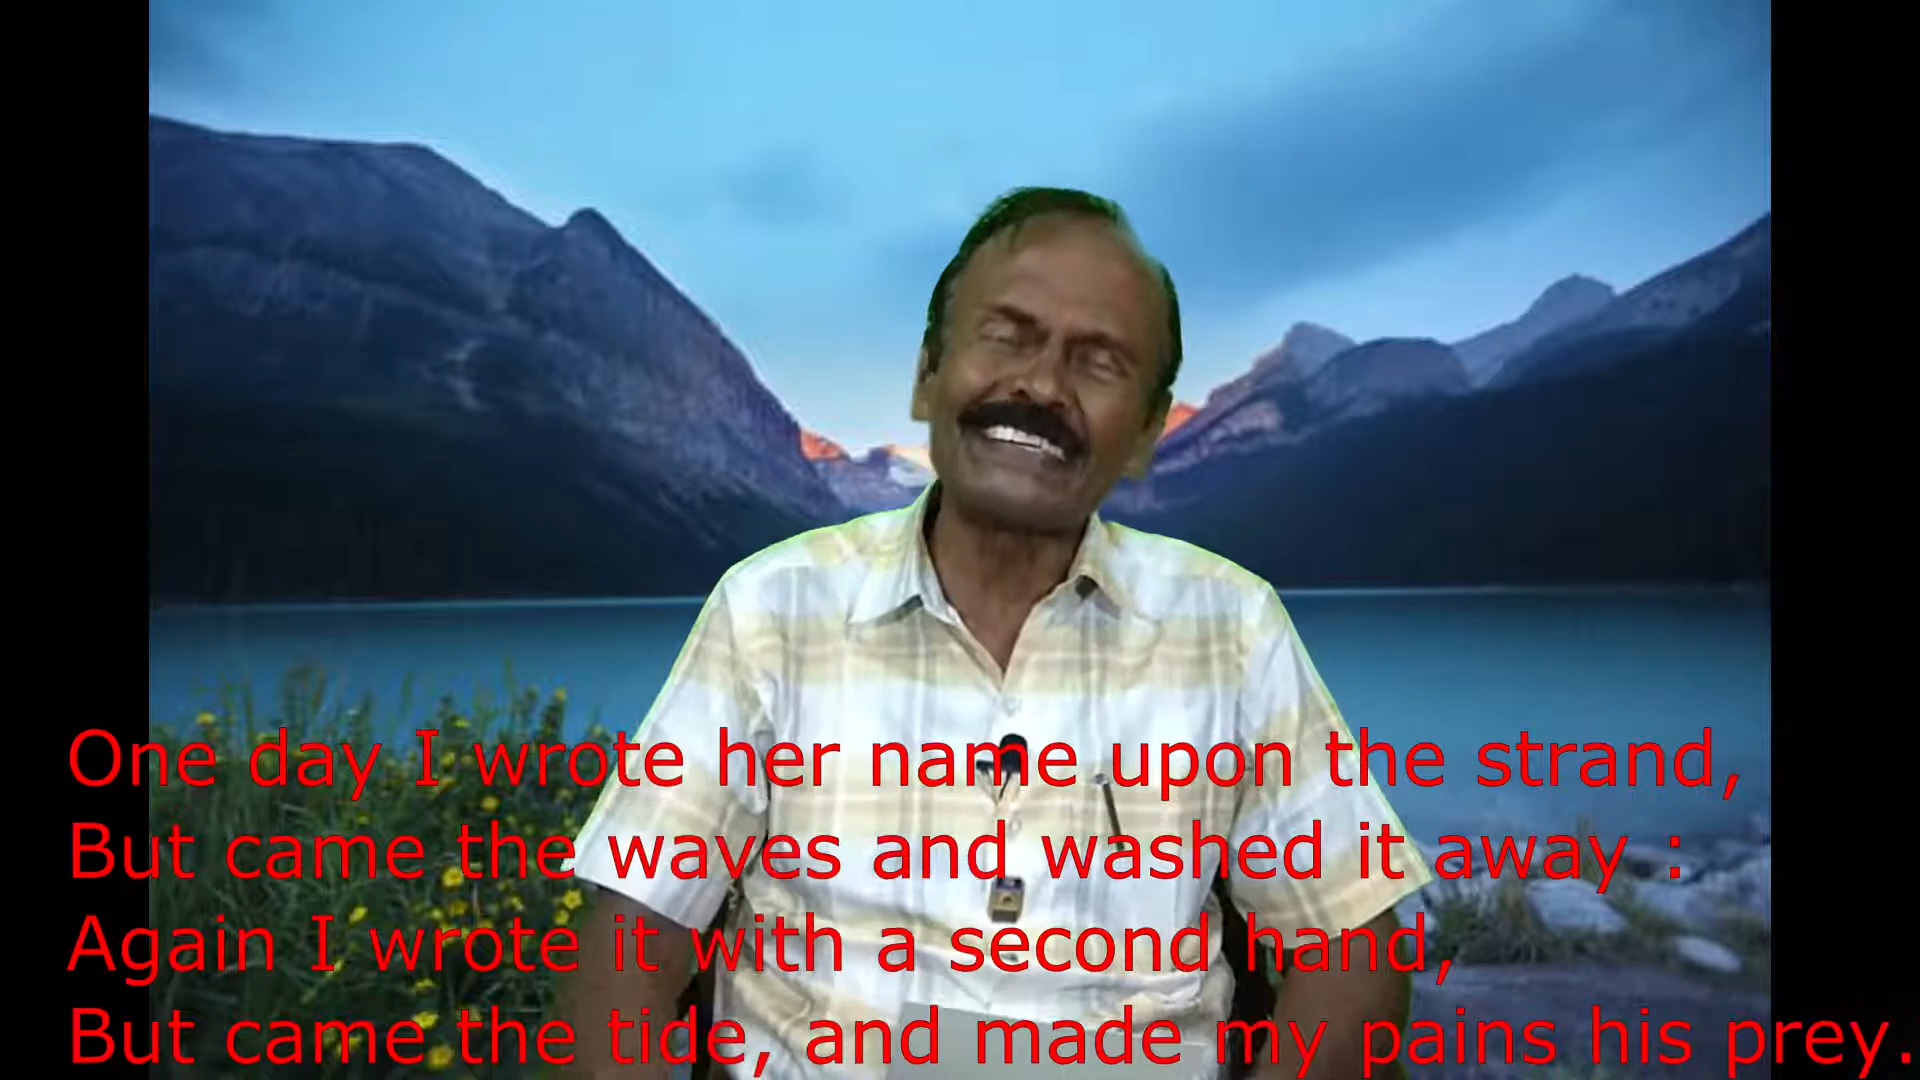 One day I wrote her name upon the strand,
But came the waves and washed it away :
Again I wrote it with a second hand,
But came the tide, and made my pains his prey.